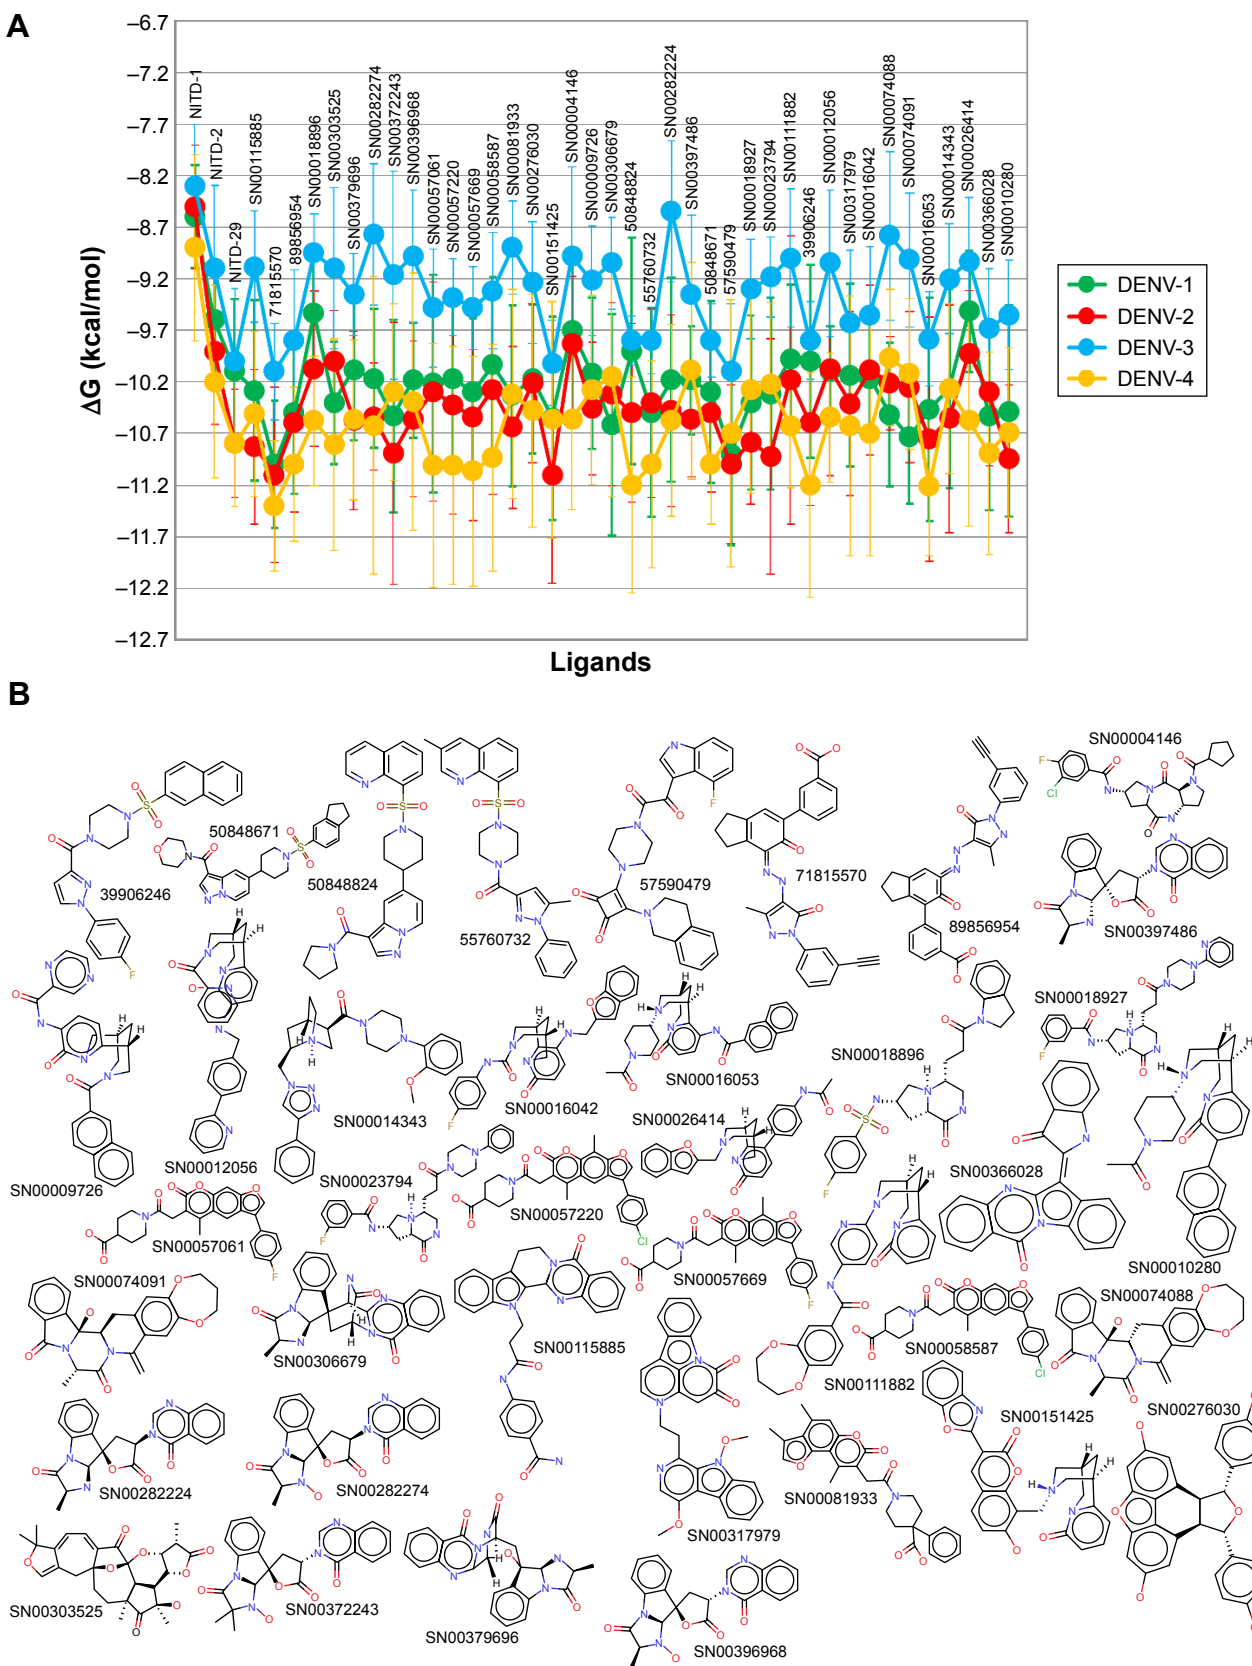 A
ΔG (kcal/mol)
–6.7
–7.2
–7.7
–8.2
–8.7
–9.2
–9.7
–10.2
–10.7
–11.2
–11.7
–12.2
–12.7
NITD-1
NITD-2
NITD-29
SN00115885
71815570
89856954
SN00018896
SN00303525
SN00379696
SN00282274
SN00372243
SN00396968
SN00057061
SN00057220
SN00057669
SN00058587
SN00081933
SN00276030
SN00151425
SN00004146
SN00009726
SN00306679
50848824
55760732
SN00282224
SN00397486
50848671
57590479
SN00018927
SN00023794
SN00111882
39906246
SN00012056
SN00317979
SN00016042
SN00074088
SN00074091
SN00016053
SN00014343
SN00026414
SN00366028
SN00010280
DENV-1
DENV-2
DENV-3
DENV-4
Ligands
B
SN00004146
50848671
39906246
50848824
55760732
57590479
71815570
89856954
SN00397486
SN00018927
SN00009726
SN00012056
SN00014343
SN00016042
SN00016053
SN00018896
SN00026414
SN00366028
SN00010280
SN00023794
SN00057061
SN00057220
SN00057669
SN00074091
SN00306679
SN00115885
SN00111882
SN00058587
SN00074088
SN00282224
SN00282274
SN00317979
SN00081933
SN00151425
SN00276030
SN00303525
SN00372243
SN00379696
SN00396968